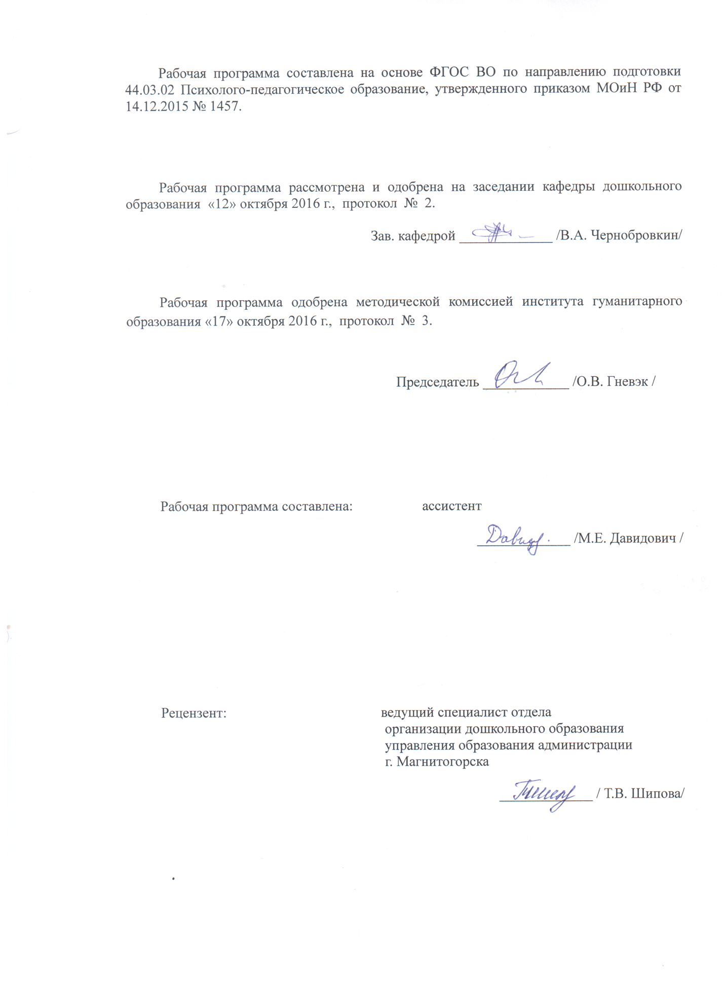 Рабочая программа составлена на основе ФГОС ВО по направлению подготовки
44.03.02 Психолого-педагогическое образование, утвержденного приказом МОиН РФ от
14.12.2015 № 1457.
Рабочая программа рассмотрена и одобрена на заседании кафедры дошкольного
образования «12» октября 2016 г., протокол № 2.
Зав. кафедрой ______________ /В.А. Чернобровкин/
Рабочая программа одобрена методической комиссией института гуманитарного
образования «17» октября 2016 г., протокол № 3.
Председатель _____________ /О.В. Гневэк /
Рабочая программа составлена: ассистент
______________ /М.Е. Давидович /
Рецензент: ведущий специалист отдела
организации дошкольного образования
управления образования администрации
г. Магнитогорска
______________ / Т.В. Шипова/